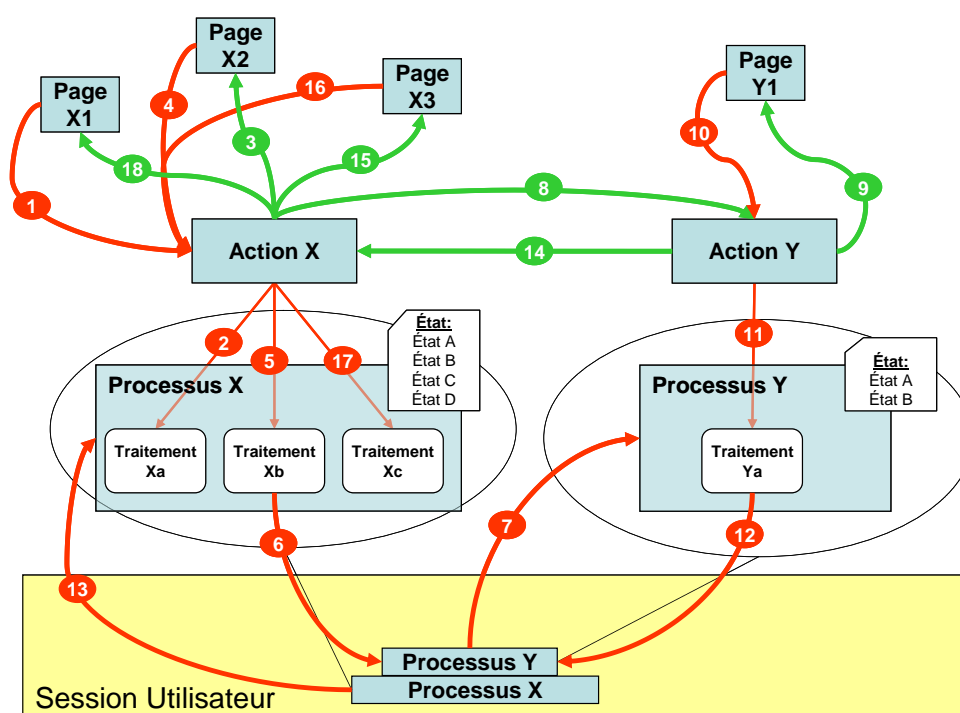 Page
X2
Page
X1
Page
X3
Page
Y1
4
16
3
10
18
15
8
9
1
Action X
14
Action Y
2
5
17
11
État:
État A
État B
État C
État D
État:
État A
État B
Processus X
Processus Y
Traitement
Xa
Traitement
Xb
Traitement
Xc
Traitement
Ya
6
7
12
13
Processus Y
Processus X
Session Utilisateur